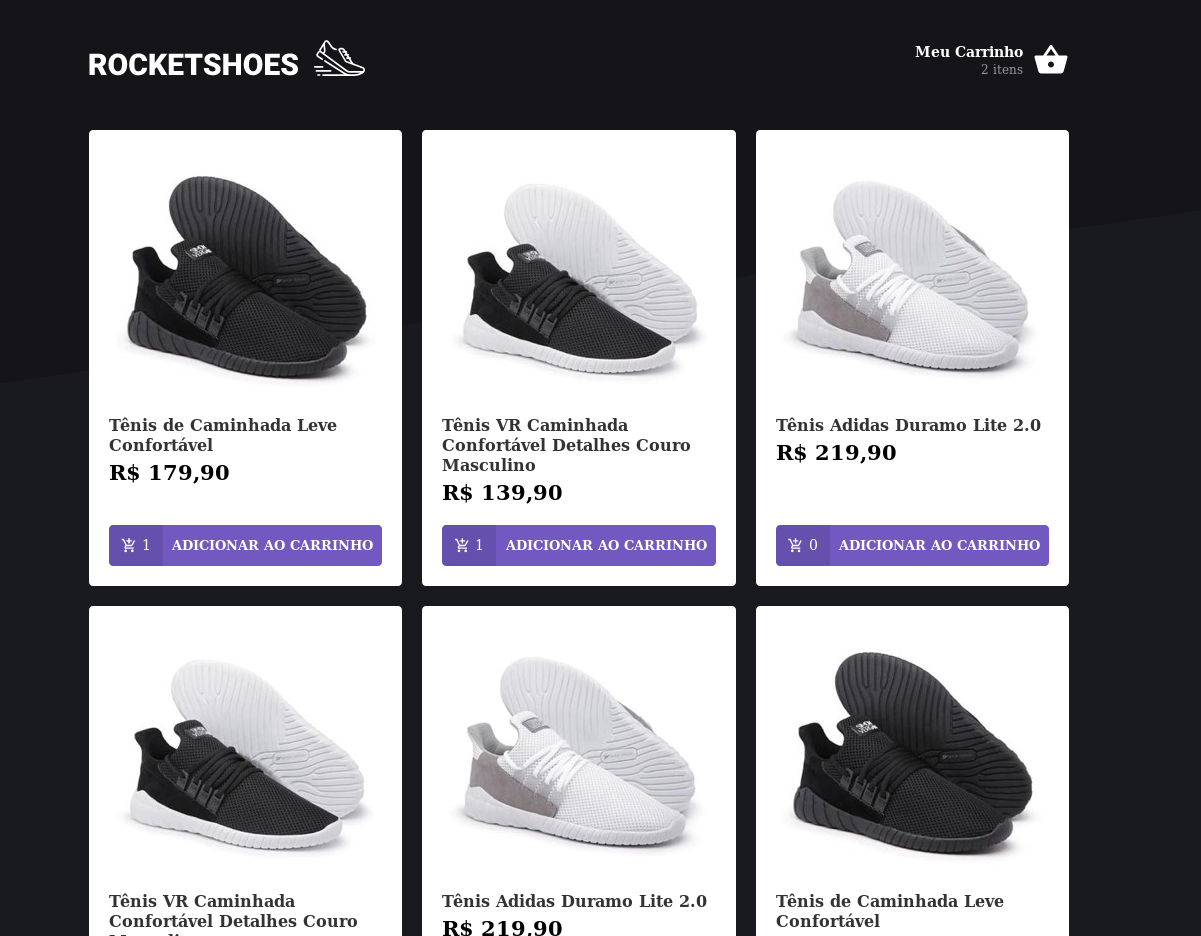 ROCKETSHOES
Meu Carrinho
2 itens
Tênis de Caminhada Leve
Confortável
R$ 179,90
1 ADICIONAR AO CARRINHO
Tênis VR Caminhada
Confortável Detalhes Couro
Masculino
R$ 139,90
1 ADICIONAR AO CARRINHO
Tênis Adidas Duramo Lite 2.0
R$ 219,90
0 ADICIONAR AO CARRINHO
Tênis VR Caminhada
Confortável Detalhes Couro
Tênis Adidas Duramo Lite 2.0
R$ 219,90
Tênis de Caminhada Leve
Confortável